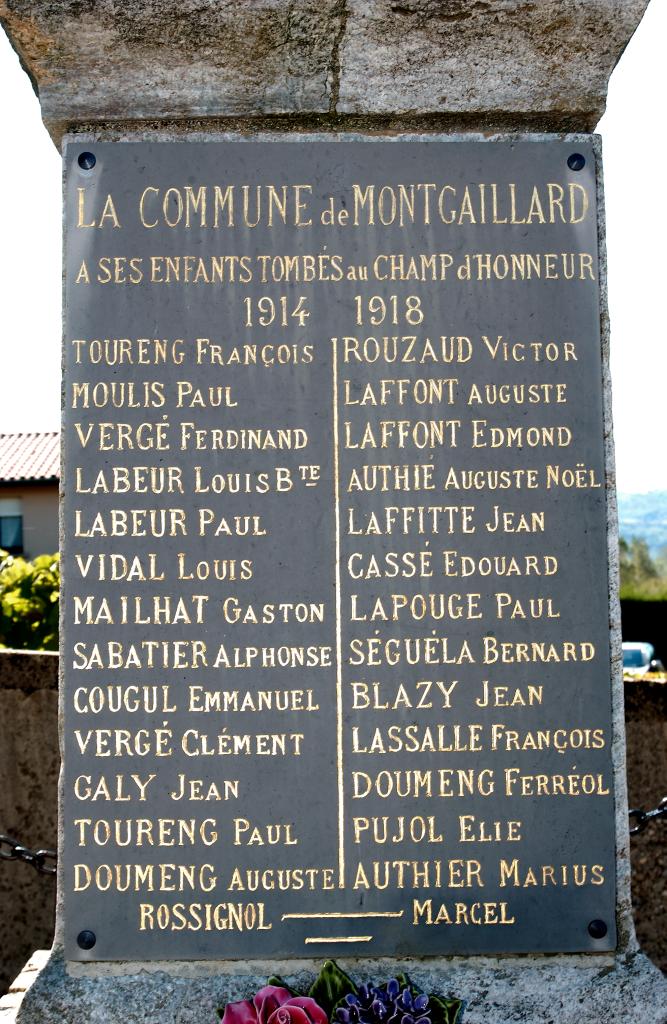 LA COMMUNE de MONTGAILLARD
A SES ENFANTS TOMBÉS au CHAMP d'HONNEUR
1914 1918
TOURENG FRANÇOIS
MOULIS PAUL
VERGÉ FERDINAND
LABEUR LOUIS BTE
LABEUR PAUL
VIDAL LOUIS
MAILHAT GASTON
SABATIER ALPHONSE
COUGUL EMMANUEL
VERGÉ CLÉMENT
GALY JEAN
TOURENG PAUL
DOUMENG AUGUSTE
ROUZAUD VICTOR
LAFFONT AUGUSTE
LAFFONT EDMOND
AUTHIÉ AUGUSTE NOËL
LAFFITTE JEAN
CASSÉ EDOUARD
LAPOUGE PAUL
SÉGUÉLA BERNARD
BLAZY JEAN
LASSALLE FRANÇOIS
DOUMENG FERRÉOL
PUJOL ELIE
AUTHIER MARIUS
ROSSIGNOL — MARCEL